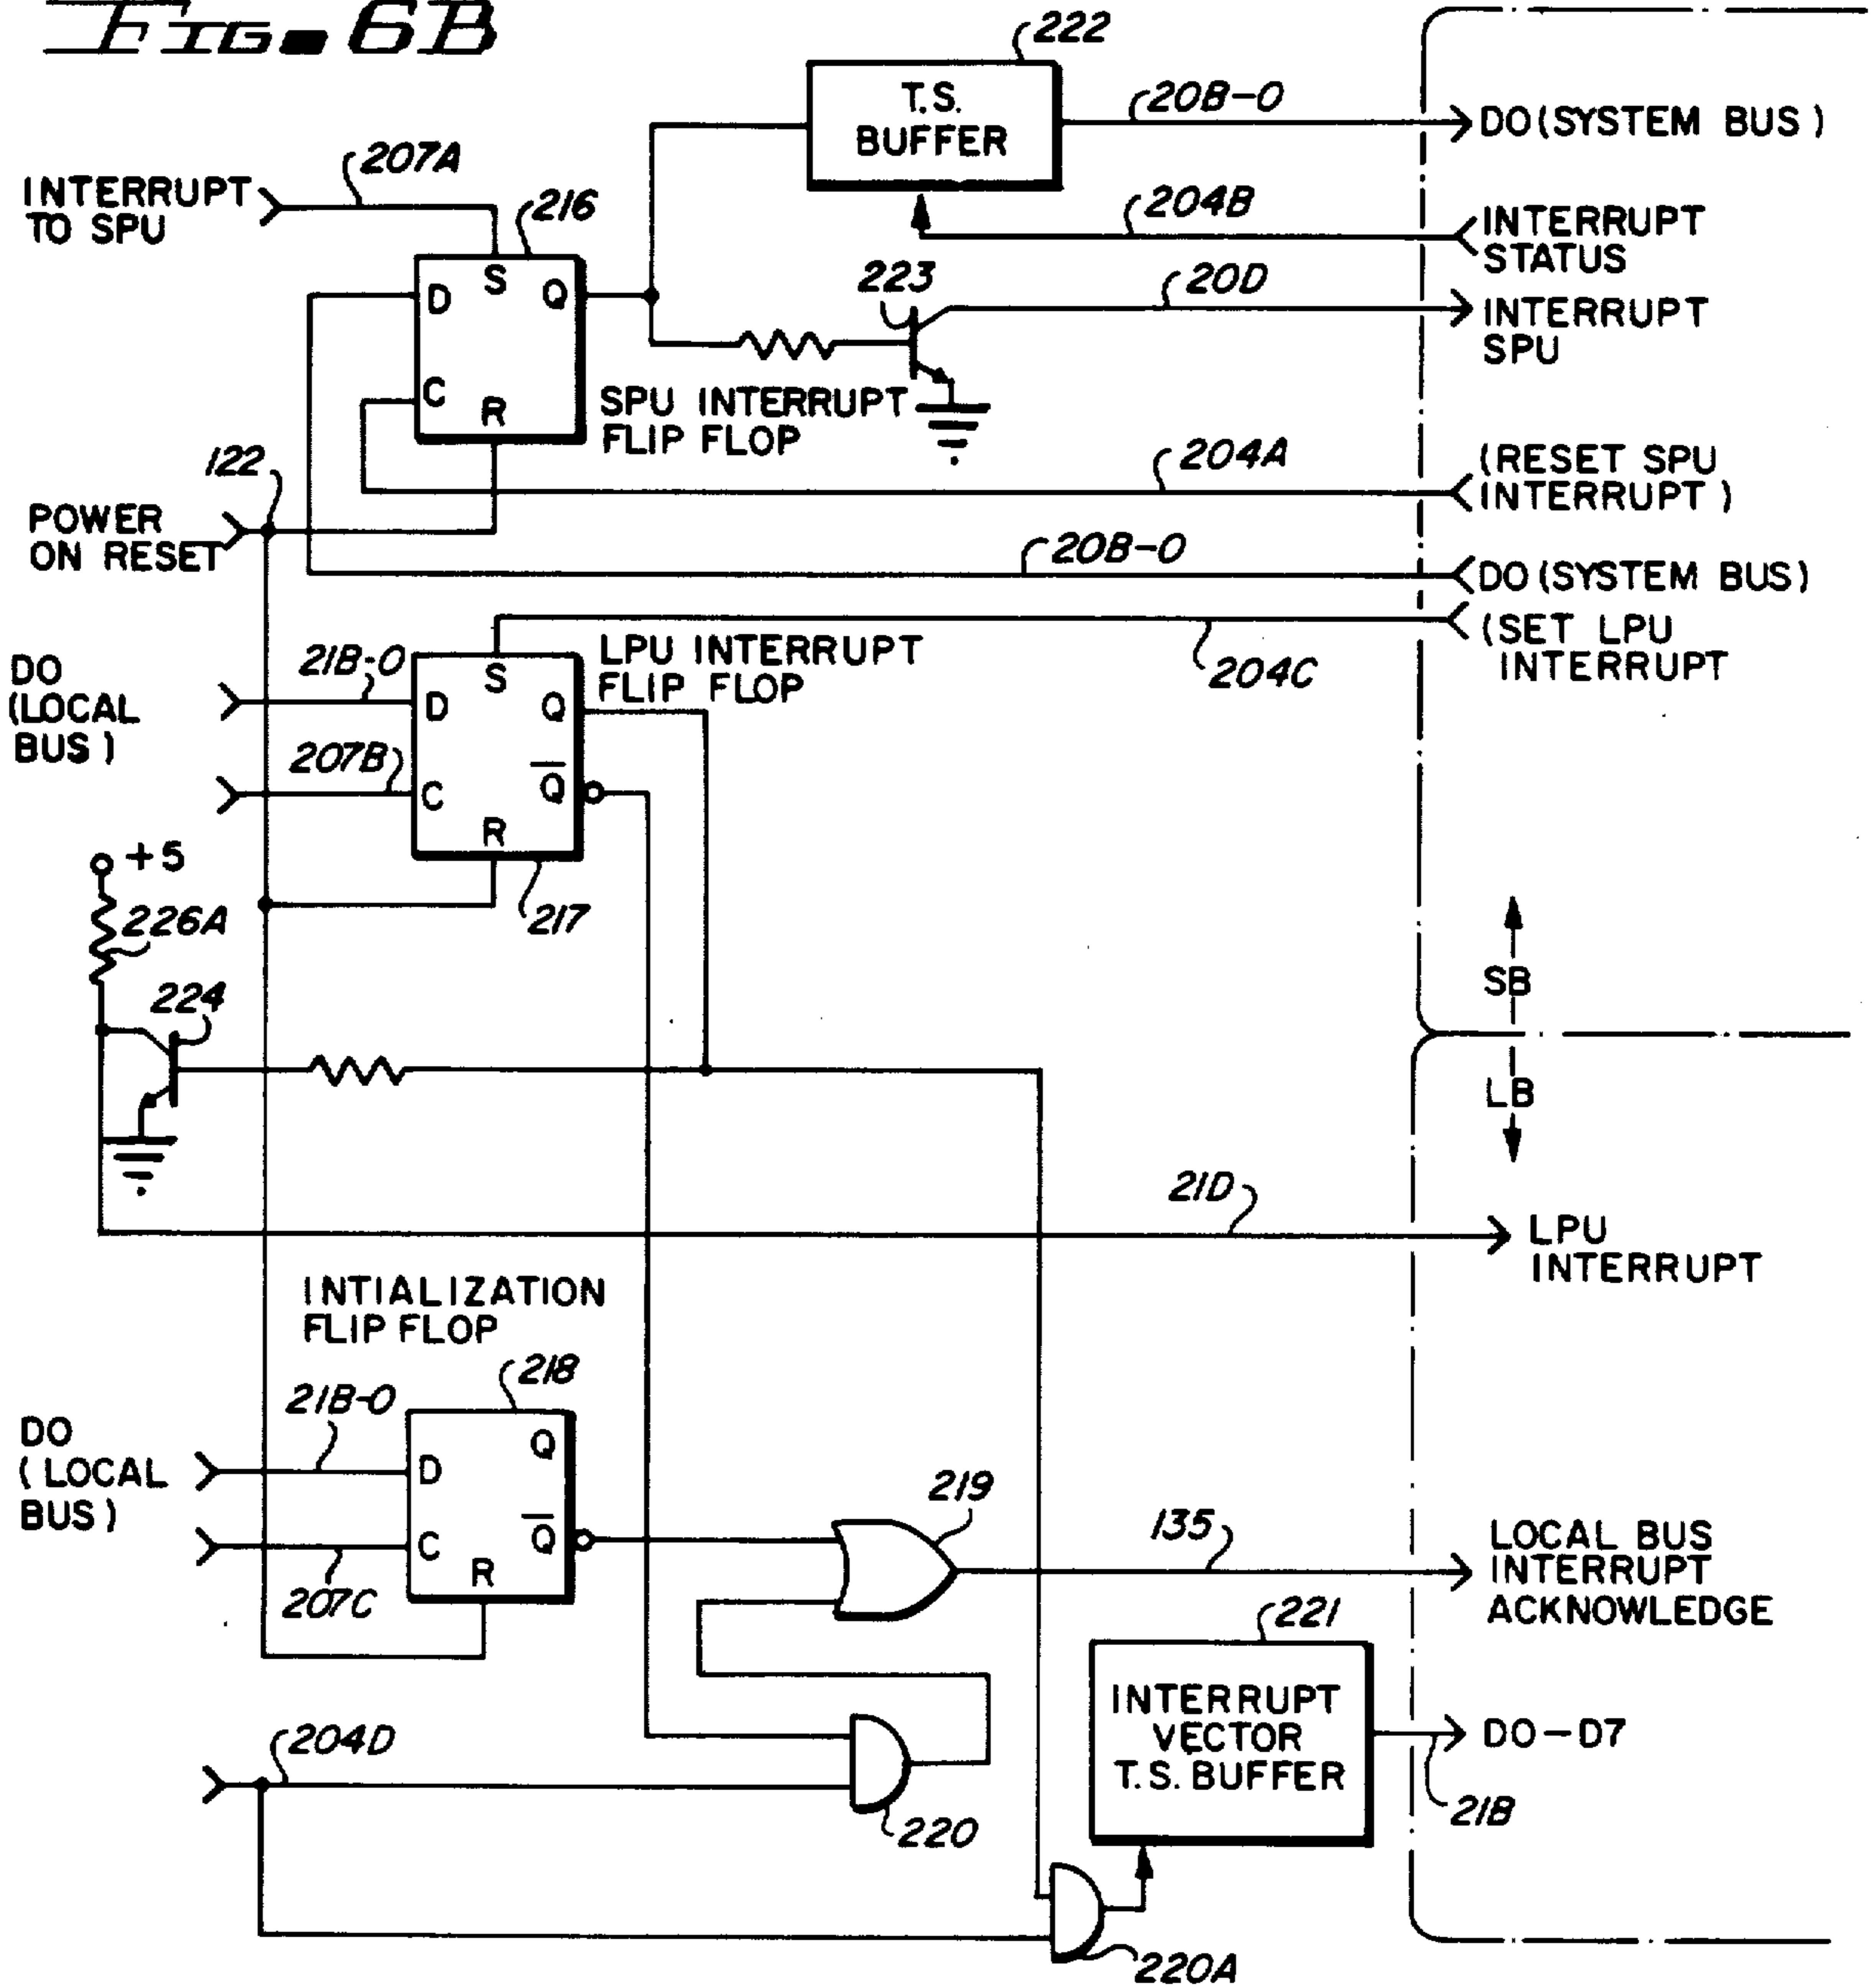 FIG. 6B
222
T.S.
BUFFER
20B-0
DO (SYSTEM BUS)
207A
INTERRUPT
TO SPU
216
204B
INTERRUPT
STATUS
S
D
Q
C
R
223
20D
INTERRUPT
SPU
SPU INTERRUPT
FLIP FLOP
122
POWER
ON RESET
204A
(RESET SPU
INTERRUPT)
20B-0
DO (SYSTEM BUS)
204C
(SET LPU
INTERRUPT
DO
(LOCAL
BUS)
21B-0
207B
LPU INTERRUPT
FLIP FLOP
S
D
Q
C
Q̅
R
217
+5
226A
224
SB
LB
21D
LPU
INTERRUPT
INTIALIZATION
FLIP FLOP
218
DO
(LOCAL
BUS)
21B-0
207C
Q
D
C
Q̅
R
219
135
LOCAL BUS
INTERRUPT
ACKNOWLEDGE
221
INTERRUPT
VECTOR
T.S. BUFFER
DO-D7
21B
204D
220
220A